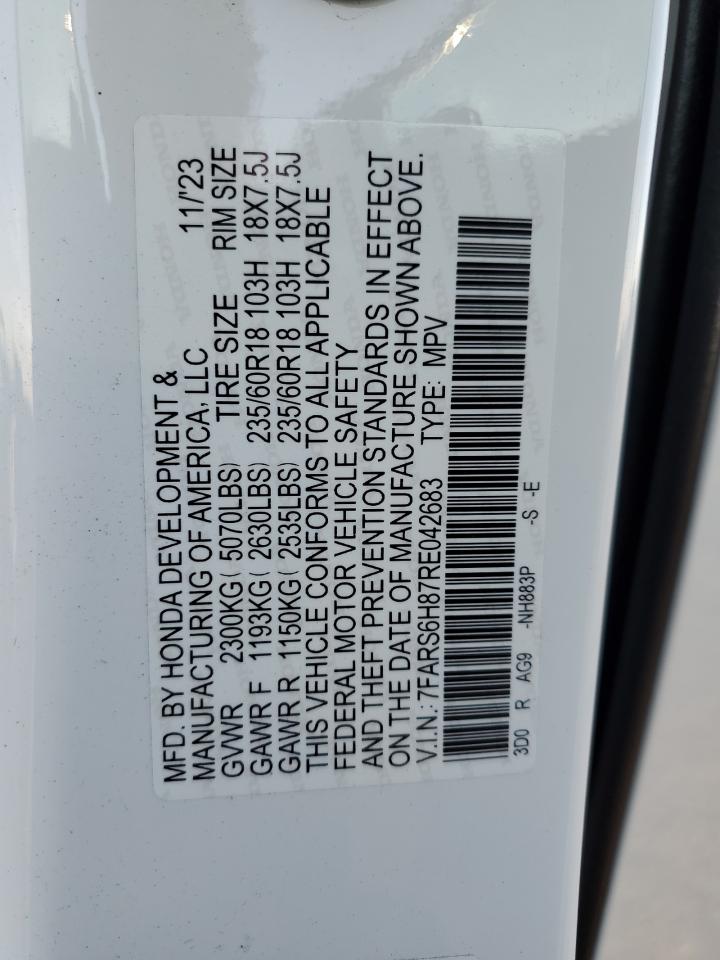 MFD. BY HONDA DEVELOPMENT &
MANUFACTURING OF AMERICA, LLC 11/'23
GVWR 2300KG ( 5070LBS) TIRE SIZE RIM SIZE
GAWR F 1193KG ( 2630LBS) 235/60R18 103H 18X7.5J
GAWR R 1150KG ( 2535LBS) 235/60R18 103H 18X7.5J
THIS VEHICLE CONFORMS TO ALL APPLICABLE
FEDERAL MOTOR VEHICLE SAFETY
AND THEFT PREVENTION STANDARDS IN EFFECT
ON THE DATE OF MANUFACTURE SHOWN ABOVE.
V.I.N.: 7FARS6H87RE042683 TYPE: MPV
3D0 R AG9 -NH883P -S -E